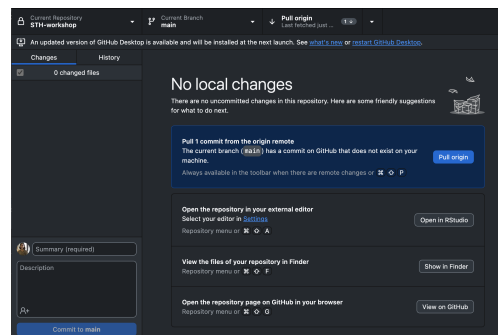 Current Repository
STH-workshop
Current Branch
main
Pull origin
Last fetched just ...
1
An updated version of GitHub Desktop is available and will be installed at the next launch. See what's new or restart GitHub Desktop.
Changes
History
0 changed files
No local changes
There are no uncommitted changes in this repository. Here are some friendly suggestions
for what to do next.
Pull 1 commit from the origin remote
The current branch (main) has a commit on GitHub that does not exist on your
machine.
Always available in the toolbar when there are remote changes or ⌘ ⇧ P
Pull origin
Open the repository in your external editor
Select your editor in Settings
Repository menu or ⌘ ⇧ A
Open in RStudio
View the files of your repository in Finder
Repository menu or ⌘ ⇧ F
Show in Finder
Open the repository page on GitHub in your browser
Repository menu or ⌘ ⇧ G
View on GitHub
Summary (required)
Description
Commit to main